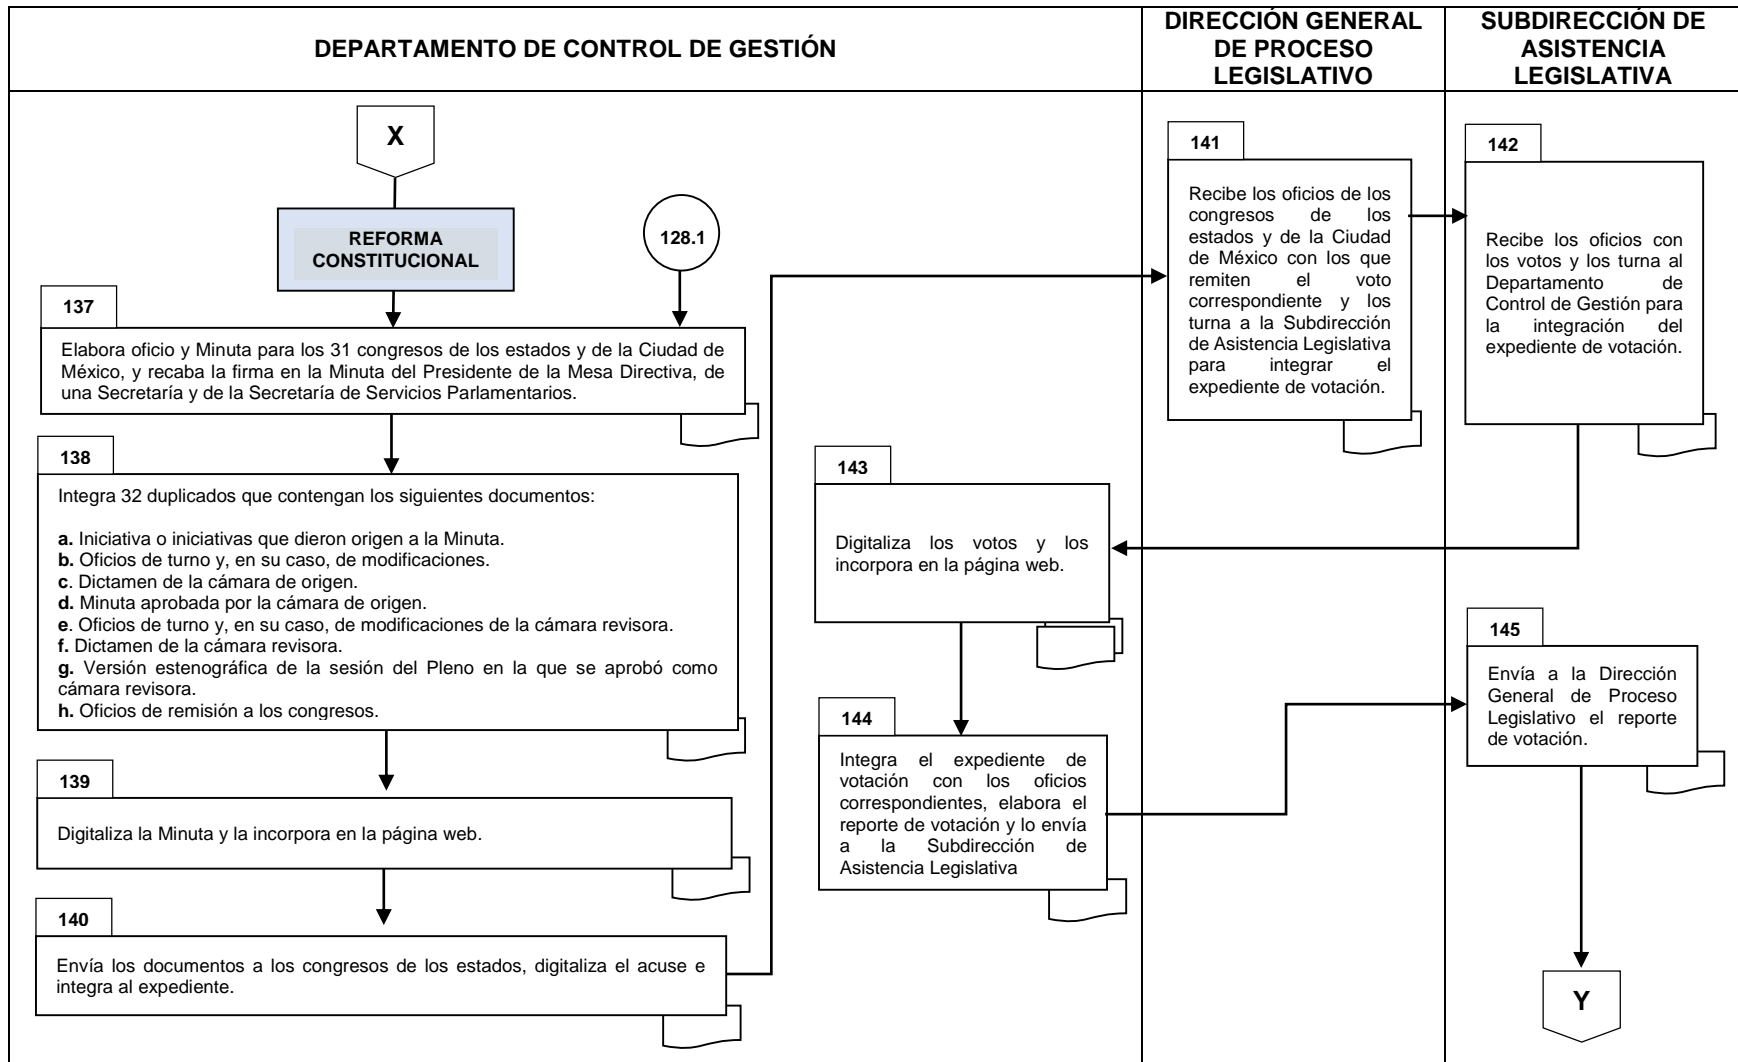 DEPARTAMENTO DE CONTROL DE GESTIÓN
DIRECCIÓN GENERAL
DE PROCESO
LEGISLATIVO
SUBDIRECCIÓN DE
ASISTENCIA
LEGISLATIVA
X
REFORMA
CONSTITUCIONAL
128.1
137
Elabora oficio y Minuta para los 31 congresos de los estados y de la Ciudad de
México, y recaba la firma en la Minuta del Presidente de la Mesa Directiva, de
una Secretaría y de la Secretaría de Servicios Parlamentarios.
138
Integra 32 duplicados que contengan los siguientes documentos:
a. Iniciativa o iniciativas que dieron origen a la Minuta.
b. Oficios de turno y, en su caso, de modificaciones.
c. Dictamen de la cámara de origen.
d. Minuta aprobada por la cámara de origen.
e. Oficios de turno y, en su caso, de modificaciones de la cámara revisora.
f. Dictamen de la cámara revisora.
g. Versión estenográfica de la sesión del Pleno en la que se aprobó como
cámara revisora.
h. Oficios de remisión a los congresos.
139
Digitaliza la Minuta y la incorpora en la página web.
140
Envía los documentos a los congresos de los estados, digitaliza el acuse e
integra al expediente.
141
Recibe los oficios de los
congresos de los
estados y de la Ciudad
de México con los que
remiten el voto
correspondiente y los
turna a la Subdirección
de Asistencia Legislativa
para integrar el
expediente de votación.
142
Recibe los oficios con
los votos y los turna al
Departamento de
Control de Gestión para
la integración del
expediente de votación.
143
Digitaliza los votos y los
incorpora en la página web.
144
Integra el expediente de
votación con los oficios
correspondientes, elabora el
reporte de votación y lo envía
a la Subdirección de
Asistencia Legislativa
145
Envía a la Dirección
General de Proceso
Legislativo el reporte
de votación.
Y